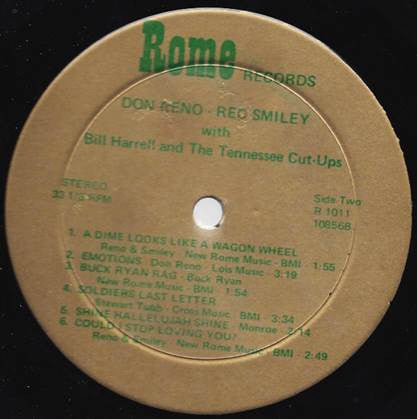 Rome RECORDS
DON RENO - RED SMILEY
with
Bill Harrell and The Tennessee Cut-Ups
STEREO
33 1/3 RPM
Side Two
R 1011
10856B
1. A DIME LOOKS LIKE A WAGON WHEEL
Reno & Smiley - New Rome Music - BMI - 1:55
2. EMOTIONS - Don Reno - Lois Music - 3:19
3. BUCK RYAN RAG - Buck Ryan
New Rome Music - BMI - 1:54
4. SOLDIERS LAST LETTER
Stewart Tubb - Cross Music - BMI - 3:34
5. SHINE HALLELUJAH SHINE - Monroe - 2:14
6. COULD I STOP LOVING YOU?
Reno & Smiley - New Rome Music - BMI - 2:49